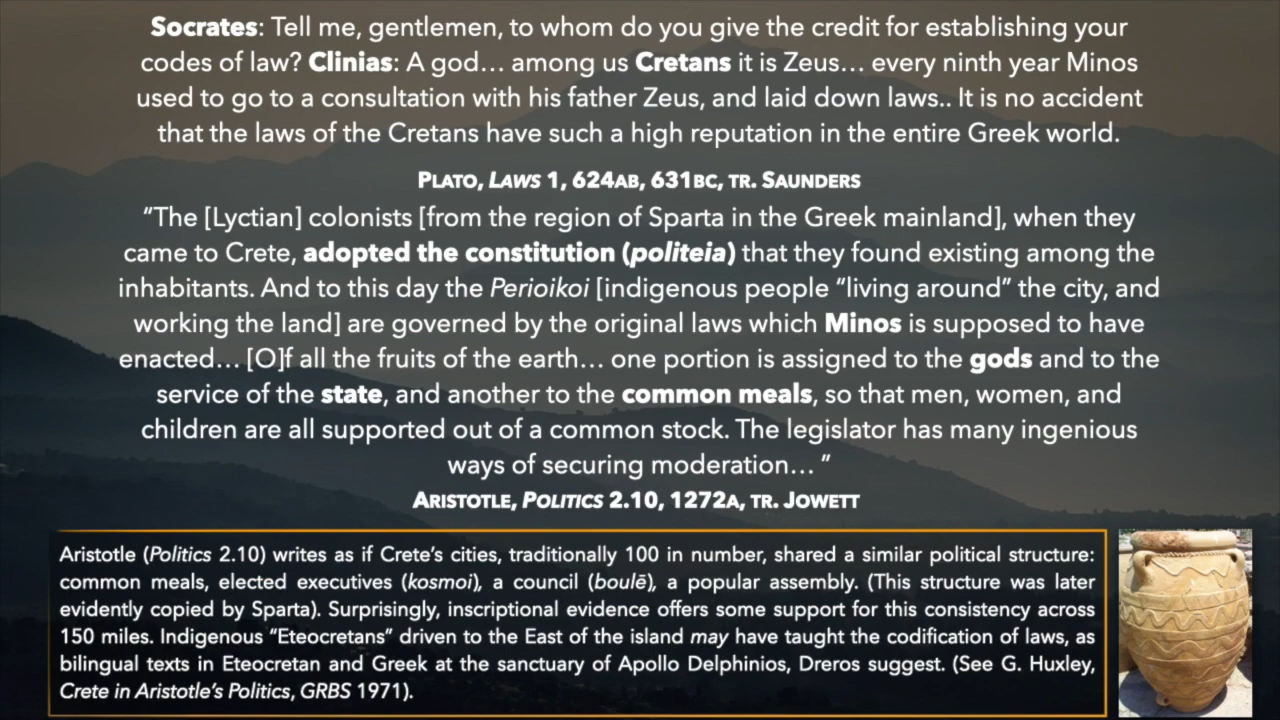 Socrates: Tell me, gentlemen, to whom do you give the credit for establishing your
codes of law? Clinias: A god… among us Cretans it is Zeus… every ninth year Minos
used to go to a consultation with his father Zeus, and laid down laws.. It is no accident
that the laws of the Cretans have such a high reputation in the entire Greek world.
PLATO, LAWS 1, 624AB, 631BC, TR. SAUNDERS
“The [Lyctian] colonists [from the region of Sparta in the Greek mainland], when they
came to Crete, adopted the constitution (politeia) that they found existing among the
inhabitants. And to this day the Perioikoi [indigenous people “living around” the city, and
working the land] are governed by the original laws which Minos is supposed to have
enacted… [O]f all the fruits of the earth… one portion is assigned to the gods and to the
service of the state, and another to the common meals, so that men, women, and
children are all supported out of a common stock. The legislator has many ingenious
ways of securing moderation… ”
ARISTOTLE, POLITICS 2.10, 1272A, TR. JOWETT
Aristotle (Politics 2.10) writes as if Crete’s cities, traditionally 100 in number, shared a similar political structure:
common meals, elected executives (kosmoi), a council (boulē), a popular assembly. (This structure was later
evidently copied by Sparta). Surprisingly, inscriptional evidence offers some support for this consistency across
150 miles. Indigenous “Eteocretans” driven to the East of the island may have taught the codification of laws, as
bilingual texts in Eteocretan and Greek at the sanctuary of Apollo Delphinios, Dreros suggest. (See G. Huxley,
Crete in Aristotle’s Politics, GRBS 1971).